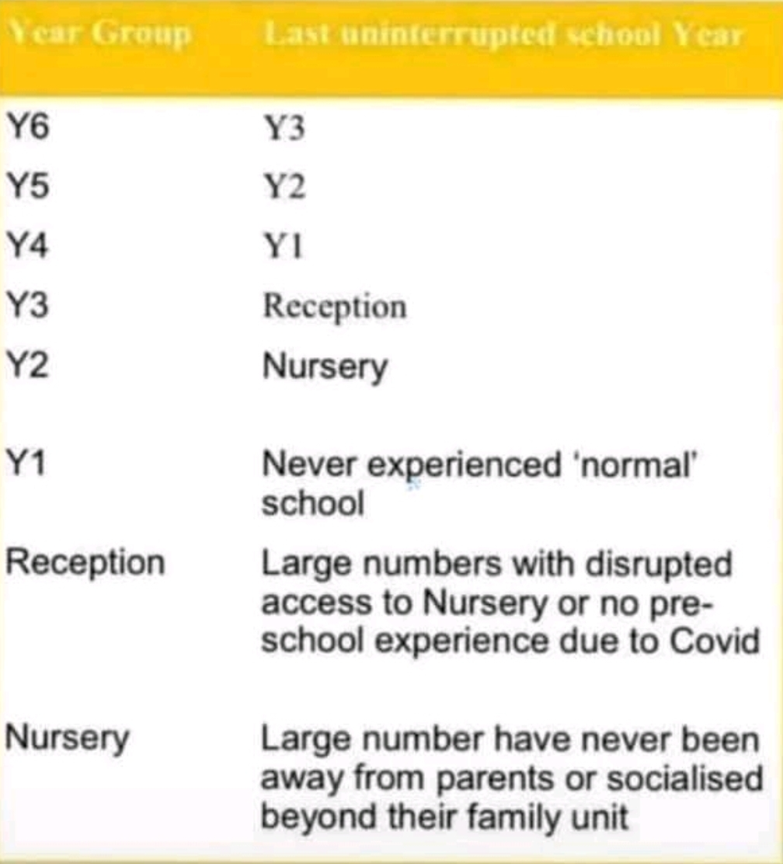 Year Group Last uninterrupted school Year
Y6 Y3
Y5 Y2
Y4 Y1
Y3 Reception
Y2 Nursery
Y1 Never experienced ‘normal’
school
Reception Large numbers with disrupted
access to Nursery or no pre-
school experience due to Covid
Nursery Large number have never been
away from parents or socialised
beyond their family unit